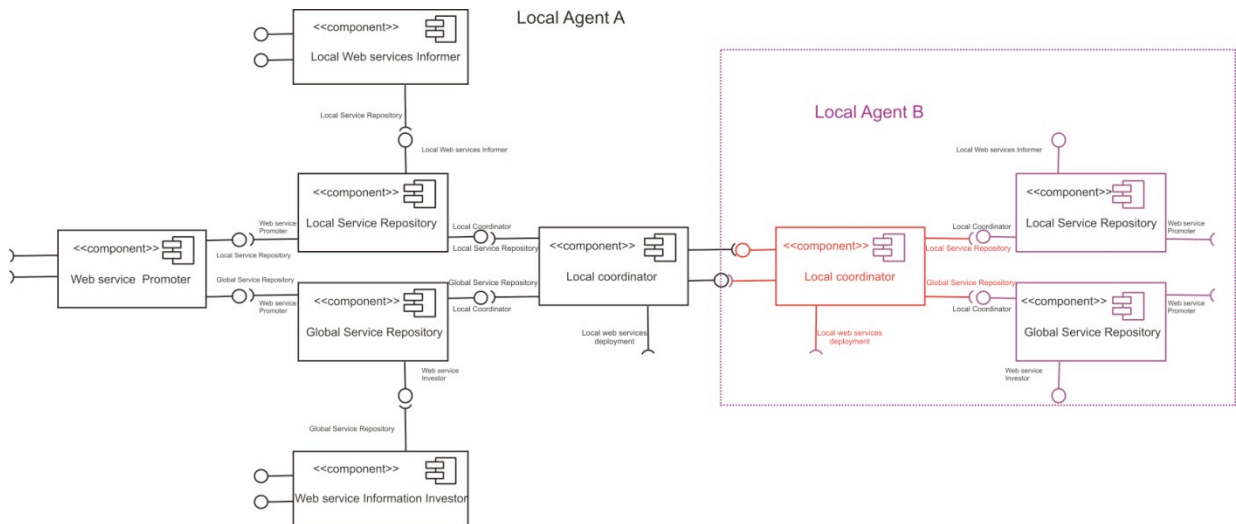 Local Agent A
<<component>>
Local Web services Informer
Local Service Repository
Local Web services Informer
<<component>>
Local Service Repository
Web service
Promoter
Local Service Repository
<<component>>
Web service Promoter
Global Service Repository
Web service
Promoter
<<component>>
Global Service Repository
Local Coordinator
Local Service Repository
Global Service Repository
Local Coordinator
<<component>>
Local coordinator
Local web services
deployment
Web service
Investor
Global Service Repository
<<component>>
Web service Information Investor
Local Agent B
<<component>>
Local coordinator
Local web services
deployment
Local Coordinator
Local Service Repository
Global Service Repository
Local Coordinator
Local Web services Informer
<<component>>
Local Service Repository
Web service
Promoter
<<component>>
Global Service Repository
Web service
Promoter
Web service
Investor